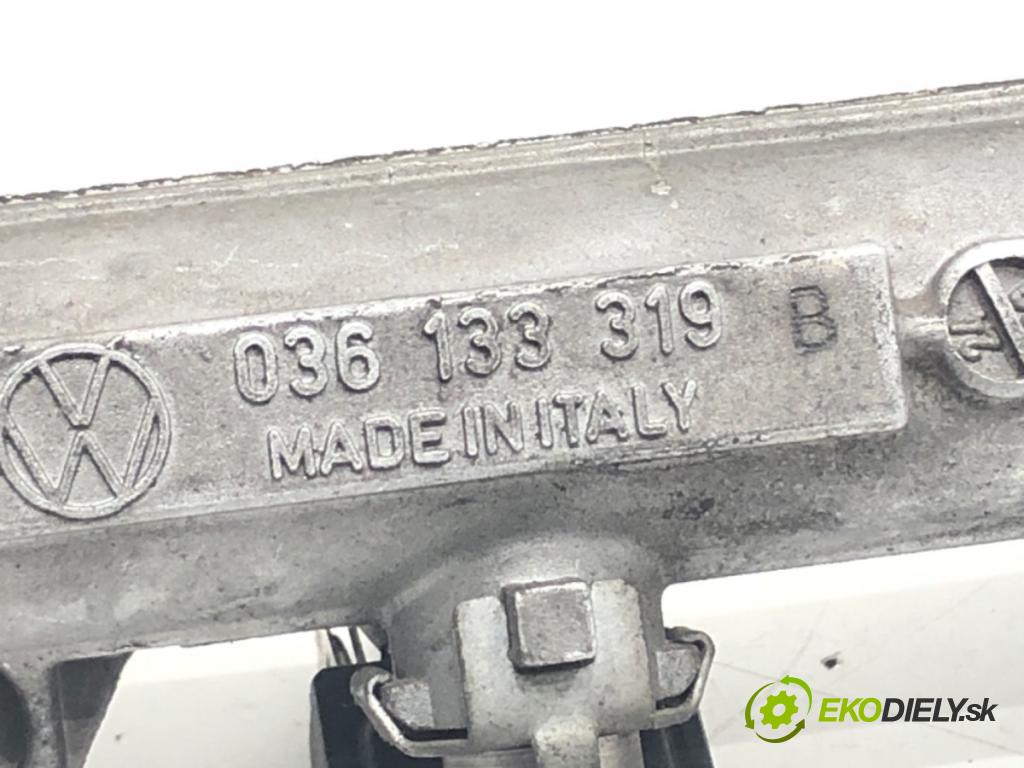 036 133 319 B
MADE IN ITALY
EKODIELY.sk